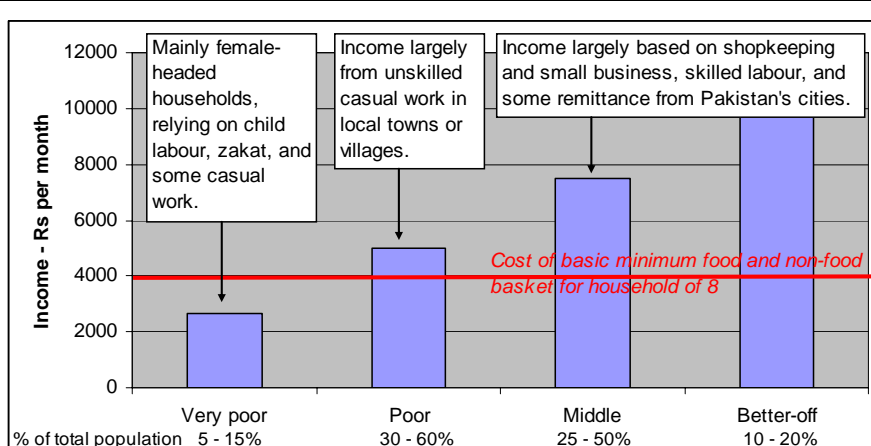 12000
10000
8000
6000
4000
2000
0
Income - Rs per month
Mainly female-
headed
households,
relying on child
labour, zakat, and
some casual
work.
Income largely
from unskilled
casual work in
local towns or
villages.
Income largely based on shopkeeping
and small business, skilled labour, and
some remittance from Pakistan's cities.
Cost of basic minimum food and non-food
basket for household of 8
Very poor Poor Middle Better-off
% of total population 5 - 15% 30 - 60% 25 - 50% 10 - 20%